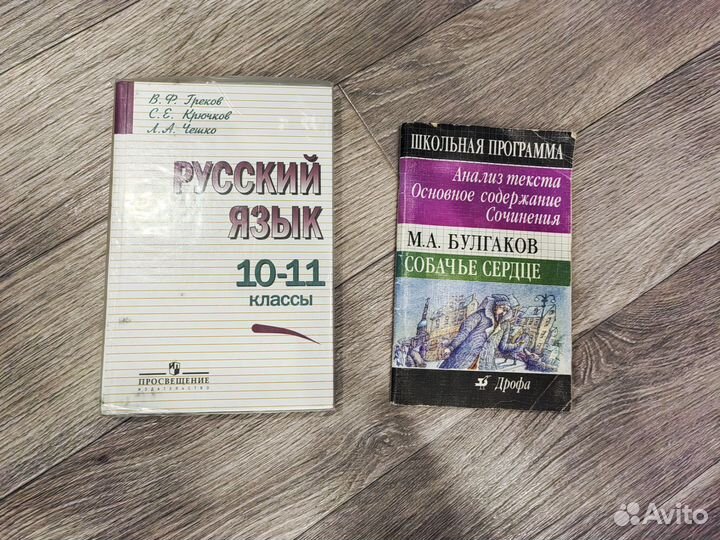 В. Ф. Греков
С. Е. Крючков
Л. А. Чешко
РУССКИЙ
ЯЗЫК
10-11
КЛАССЫ
ПРОСВЕЩЕНИЕ
ИЗДАТЕЛЬСТВО
ШКОЛЬНАЯ ПРОГРАММА
Анализ текста
Основное содержание
Сочинения
М.А. БУЛГАКОВ
СОБАЧЬЕ СЕРДЦЕ
Дрофа
Avito